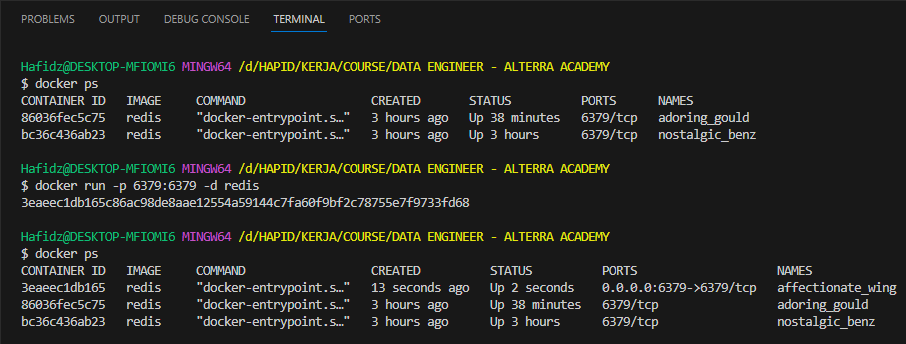 PROBLEMS OUTPUT DEBUG CONSOLE TERMINAL PORTS
Hafidz@DESKTOP-MFIOMI6 MINGW64 /d/HAPID/KERJA/COURSE/DATA ENGINEER - ALTERRA ACADEMY
$ docker ps
CONTAINER ID IMAGE COMMAND CREATED STATUS PORTS NAMES
86036fec5c75 redis "docker-entrypoint.s…" 3 hours ago Up 38 minutes 6379/tcp adoring_gould
bc36c436ab23 redis "docker-entrypoint.s…" 3 hours ago Up 3 hours 6379/tcp nostalgic_benz
Hafidz@DESKTOP-MFIOMI6 MINGW64 /d/HAPID/KERJA/COURSE/DATA ENGINEER - ALTERRA ACADEMY
$ docker run -p 6379:6379 -d redis
3eaeec1db165c86ac98de8aae12554a59144c7fa60f9bf2c78755e7f9733fd68
Hafidz@DESKTOP-MFIOMI6 MINGW64 /d/HAPID/KERJA/COURSE/DATA ENGINEER - ALTERRA ACADEMY
$ docker ps
CONTAINER ID IMAGE COMMAND CREATED STATUS PORTS NAMES
3eaeec1db165 redis "docker-entrypoint.s…" 13 seconds ago Up 2 seconds 0.0.0.0:6379->6379/tcp affectionate_wing
86036fec5c75 redis "docker-entrypoint.s…" 3 hours ago Up 38 minutes 6379/tcp adoring_gould
bc36c436ab23 redis "docker-entrypoint.s…" 3 hours ago Up 3 hours 6379/tcp nostalgic_benz